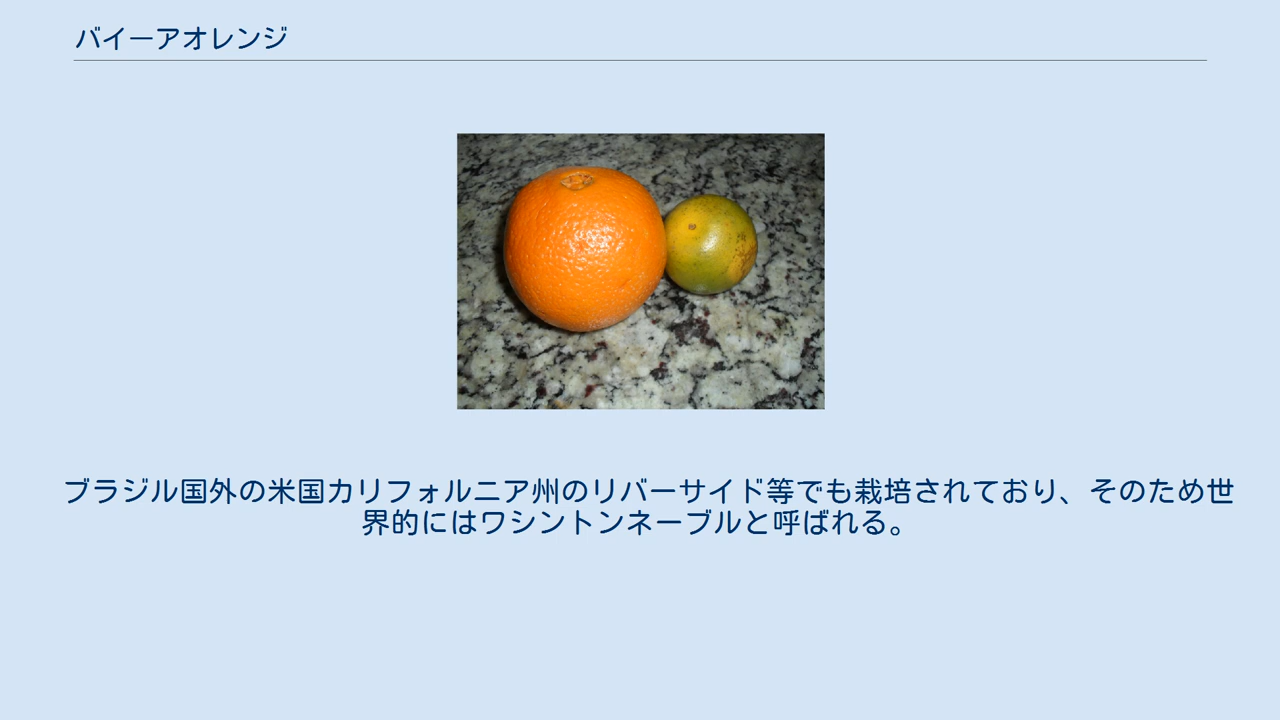 バイーアオレンジ
ブラジル国外の米国カリフォルニア州のリバーサイド等でも栽培されており、そのため世
界的にはワシントンネーブルと呼ばれる。